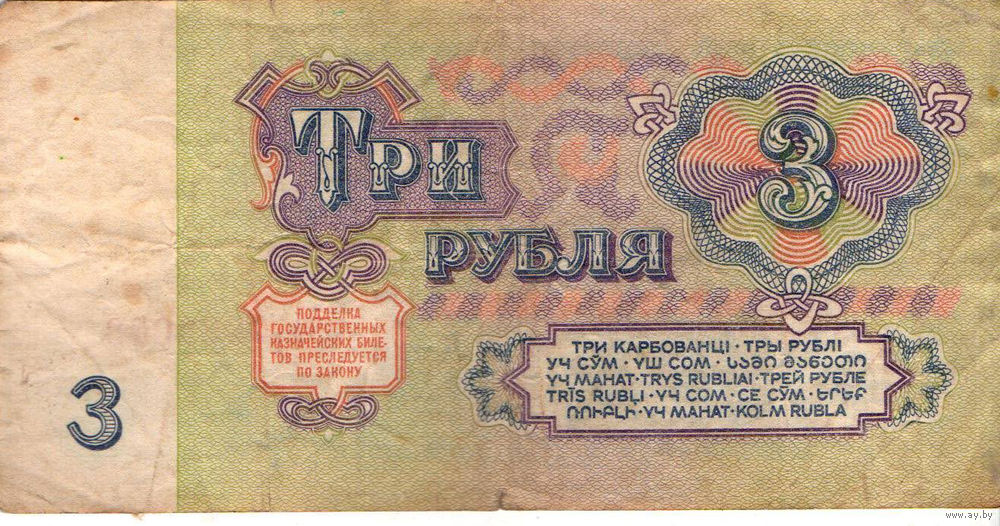 ТРИ
РУБЛЯ
3
ПОДДЕЛКА
ГОСУДАРСТВЕННЫХ
КАЗНАЧЕЙСКИХ БИЛЕ-
ТОВ ПРЕСЛЕДУЕТСЯ
ПО ЗАКОНУ
ТРИ КАРБОВАНЦІ · ТРЫ РУБЛІ
УЧ СЎМ · ҮШ СОМ · ᲡᲐᲛᲘ ᲛᲐᲜᲔᲗᲘ
ҮЧ МАНАТ · TRYS RUBLIAI · ТРЕЙ РУБЛЕ
TRĪS RUBĻI · ҮЧ СОМ · СЕ СӮМ · ԵՐԵՔ
ՌՈՒԲԼԻ · ҮЧ МАНАТ · KOLM RUBLA
3
www.ay.by